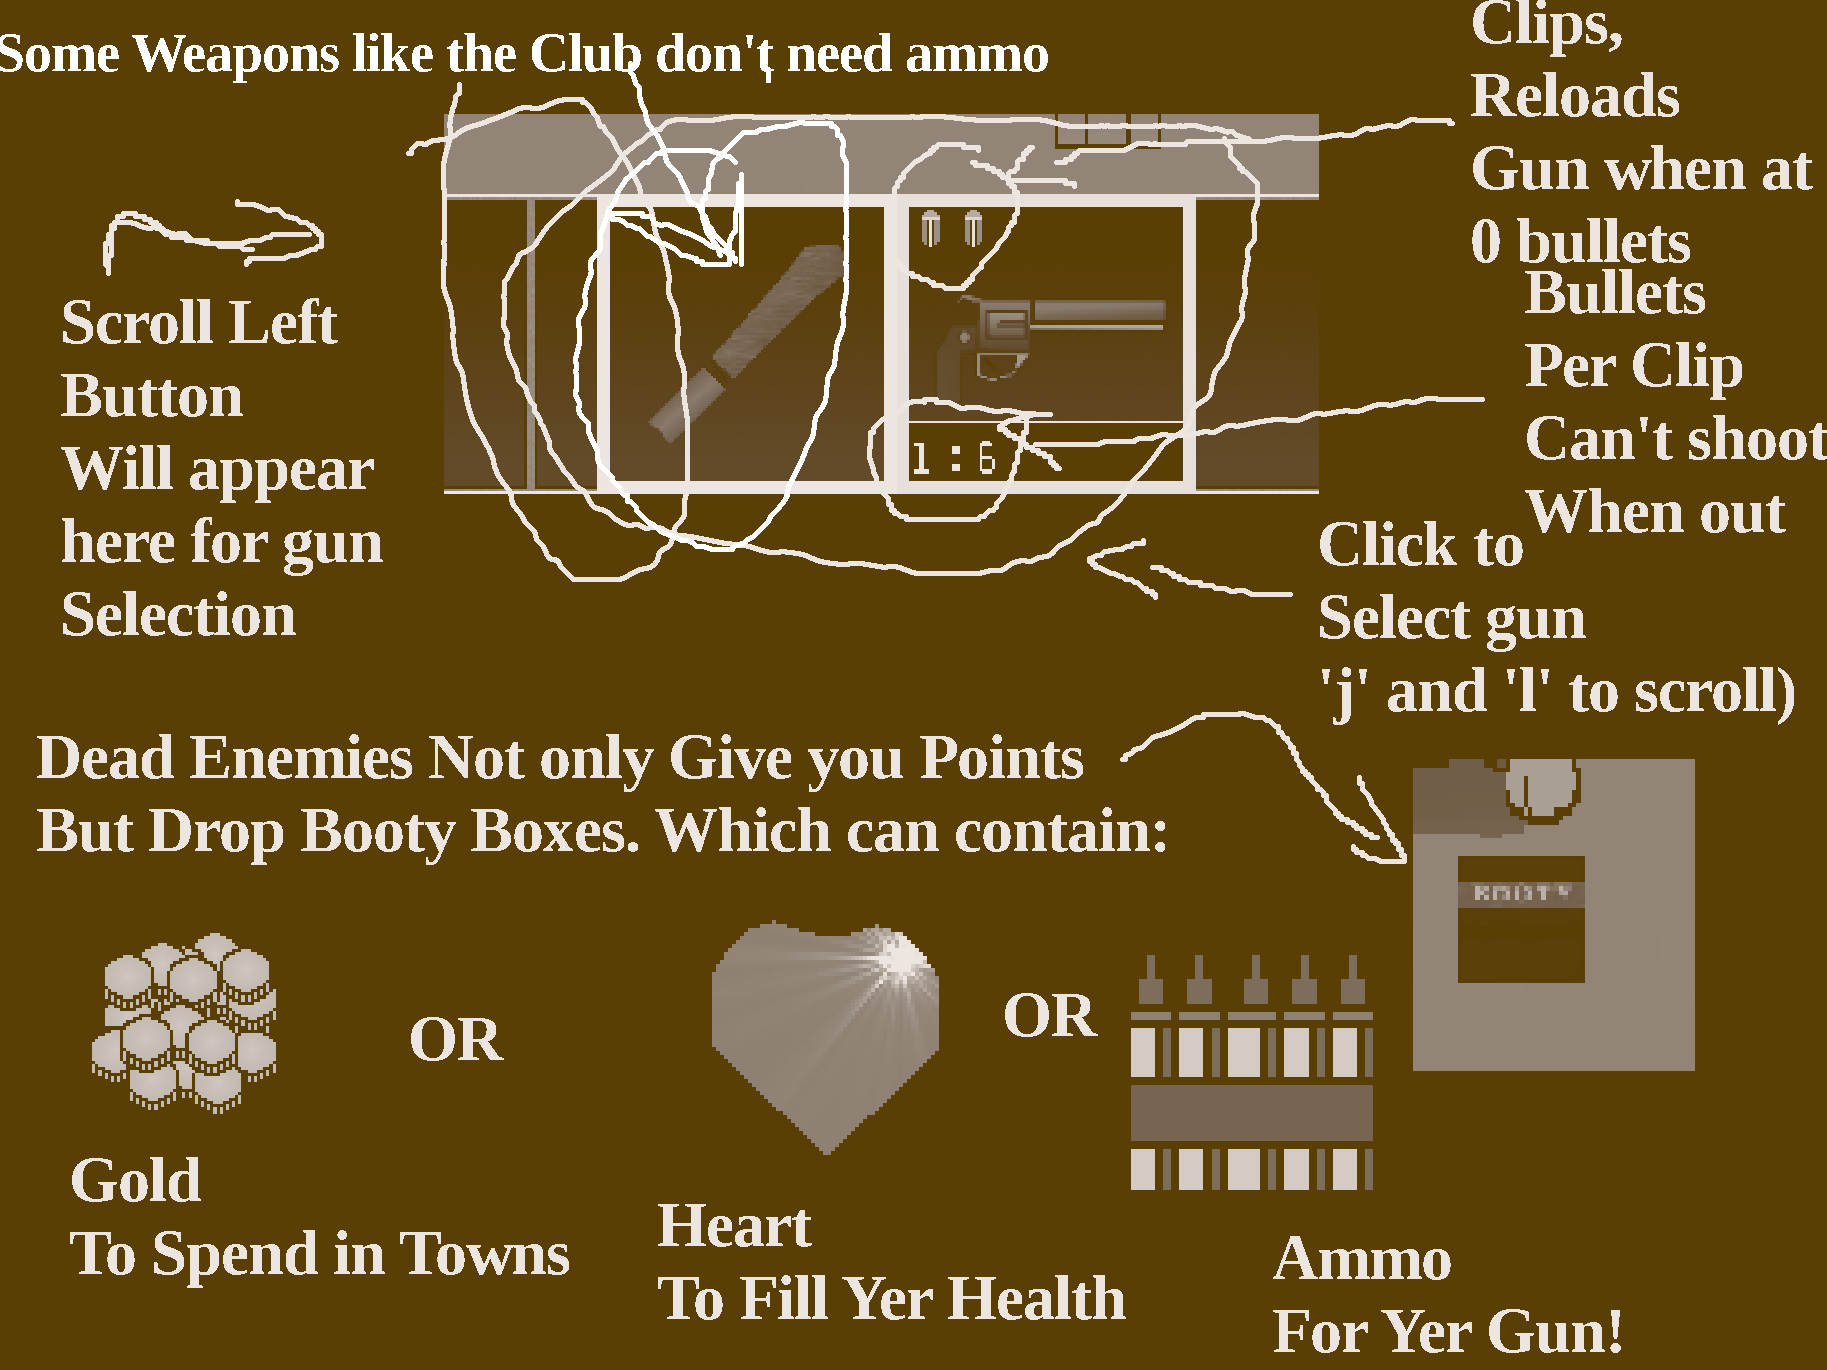 Some Weapons like the Club don't need ammo
Clips,
Reloads
Gun when at
0 bullets
Bullets
Per Clip
Can't shoot
When out
Scroll Left
Button
Will appear
here for gun
Selection
1:6
Click to
Select gun
'j' and 'l' to scroll)
Dead Enemies Not only Give you Points
But Drop Booty Boxes. Which can contain:
BOOTY
OR
OR
Gold
To Spend in Towns
Heart
To Fill Yer Health
Ammo
For Yer Gun!